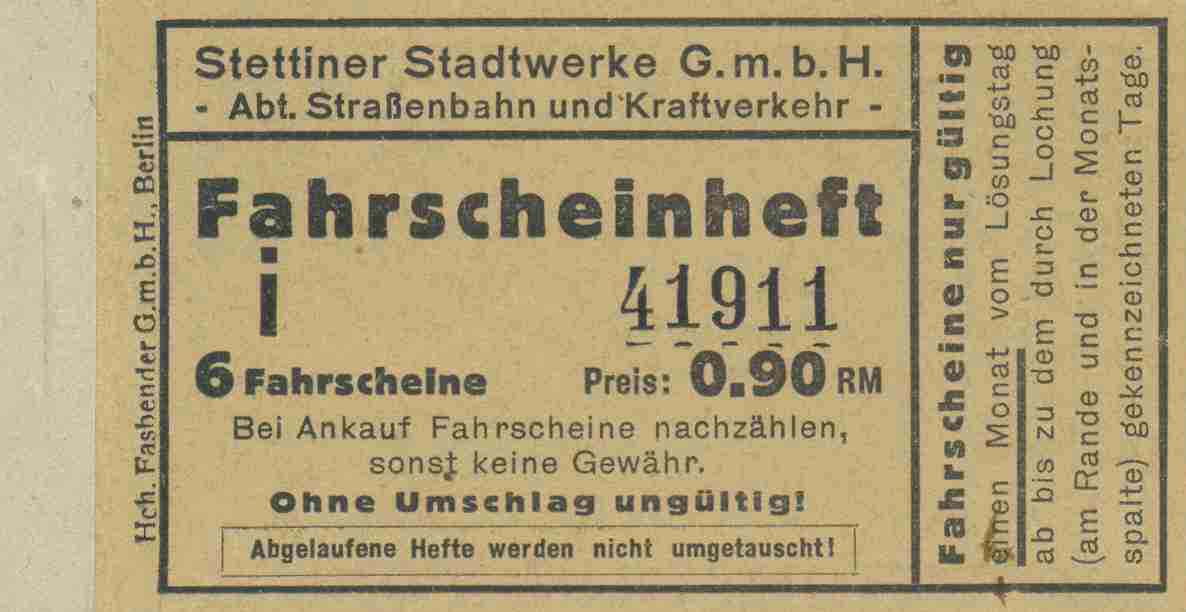 Stettiner Stadtwerke G.m.b.H.
- Abt. Straßenbahn und Kraftverkehr -
Fahrscheinheft
i 41911
6 Fahrscheine Preis: 0.90 RM
Bei Ankauf Fahrscheine nachzählen,
sonst keine Gewähr.
Ohne Umschlag ungültig!
Abgelaufene Hefte werden nicht umgetauscht!
Fahrscheine nur gültig
einen Monat vom Lösungstag
ab bis zu dem durch Lochung
(am Rande und in der Monats-
spalte) gekennzeichneten Tage.
Hch. Fashender G.m.b.H., Berlin